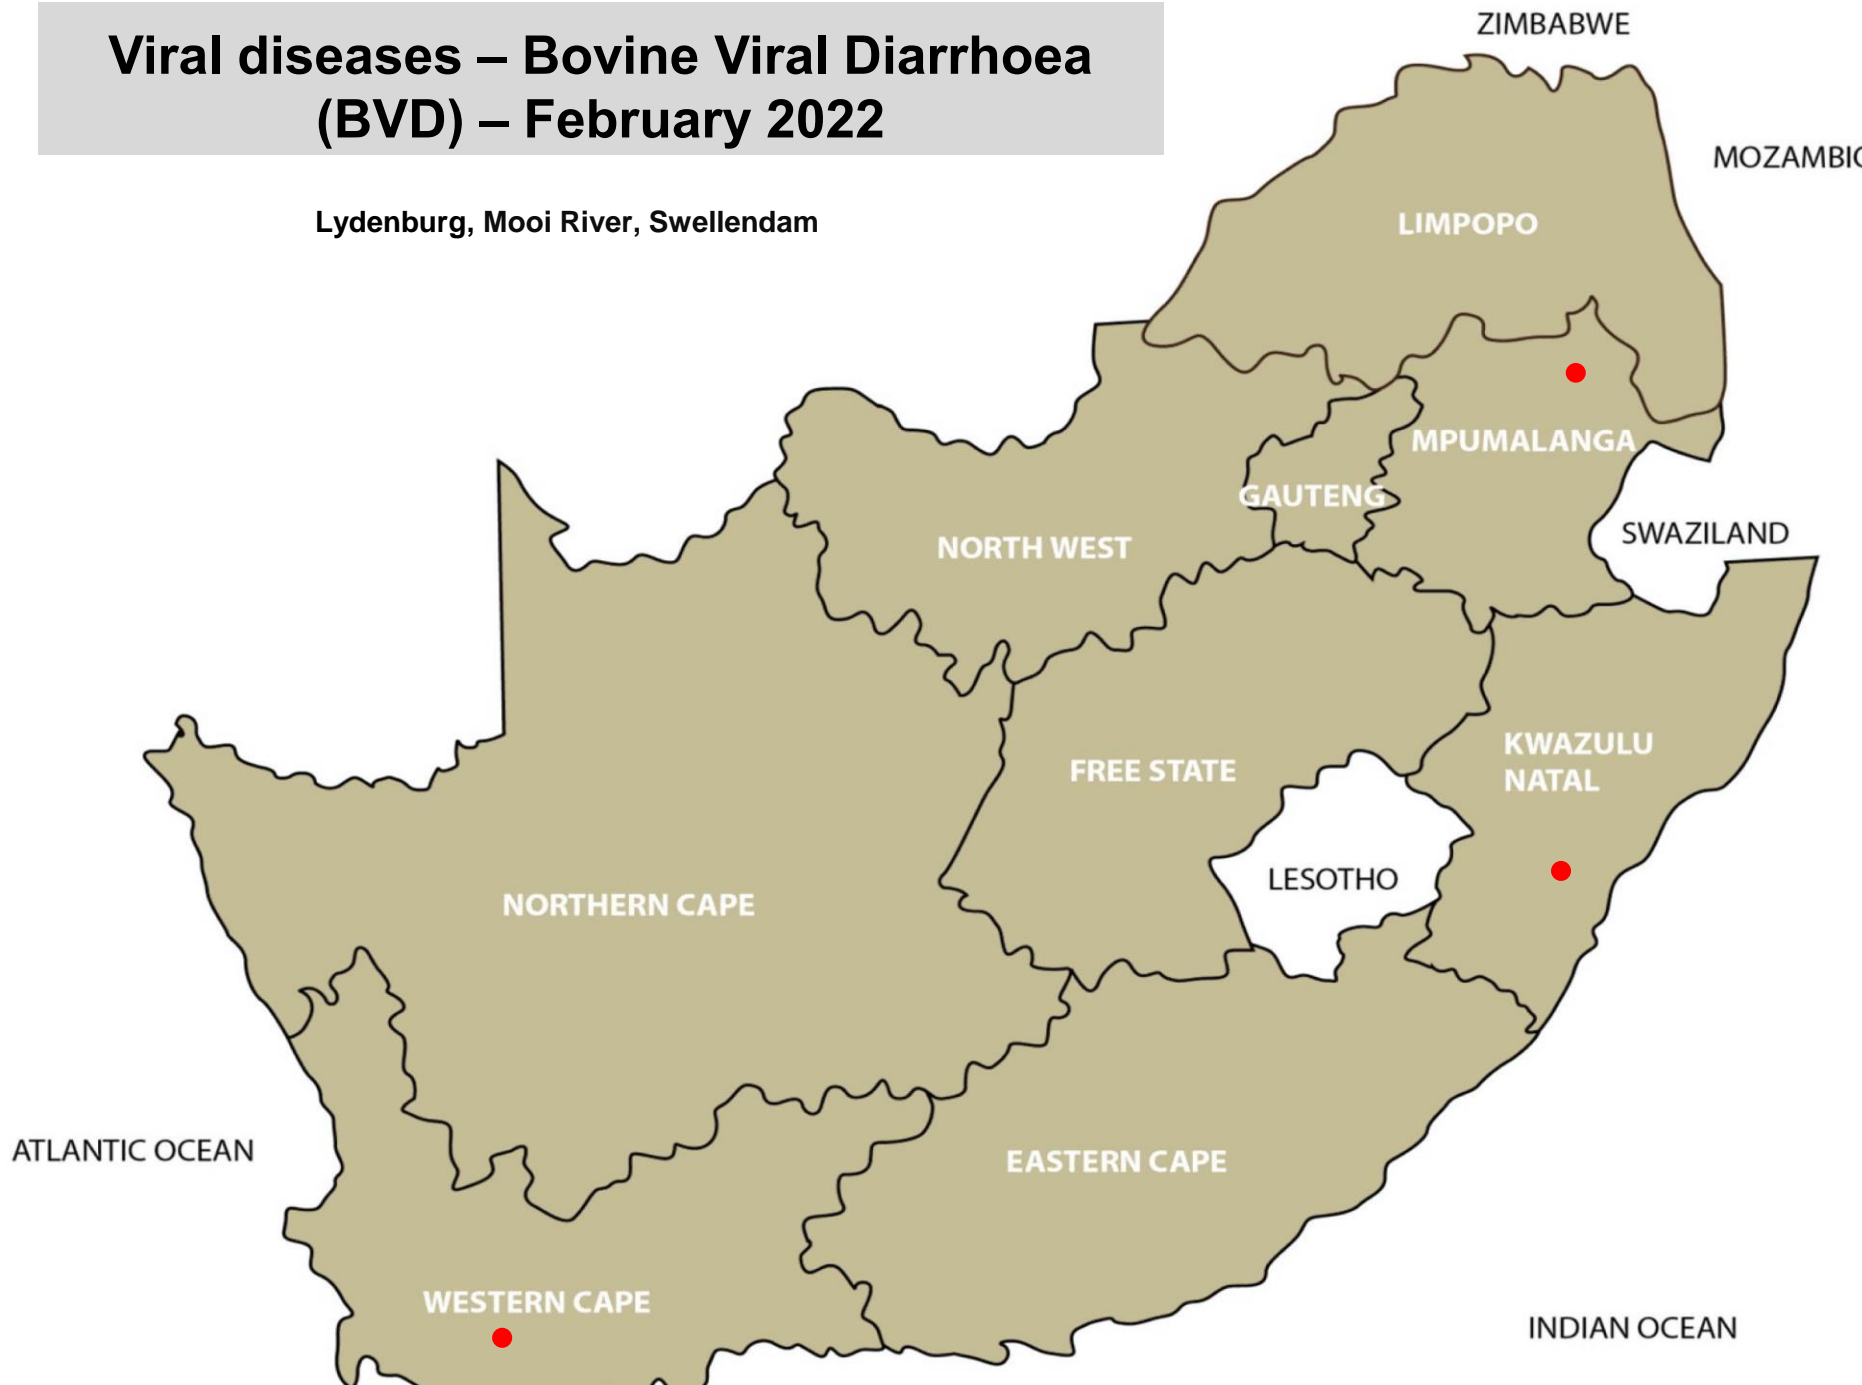 Viral diseases – Bovine Viral Diarrhoea
(BVD) – February 2022
Lydenburg, Mooi River, Swellendam
ZIMBABWE
MOZAMBIC
LIMPOPO
MPUMALANGA
GAUTENG
SWAZILAND
NORTH WEST
KWAZULU
NATAL
FREE STATE
LESOTHO
NORTHERN CAPE
ATLANTIC OCEAN
EASTERN CAPE
WESTERN CAPE
INDIAN OCEAN